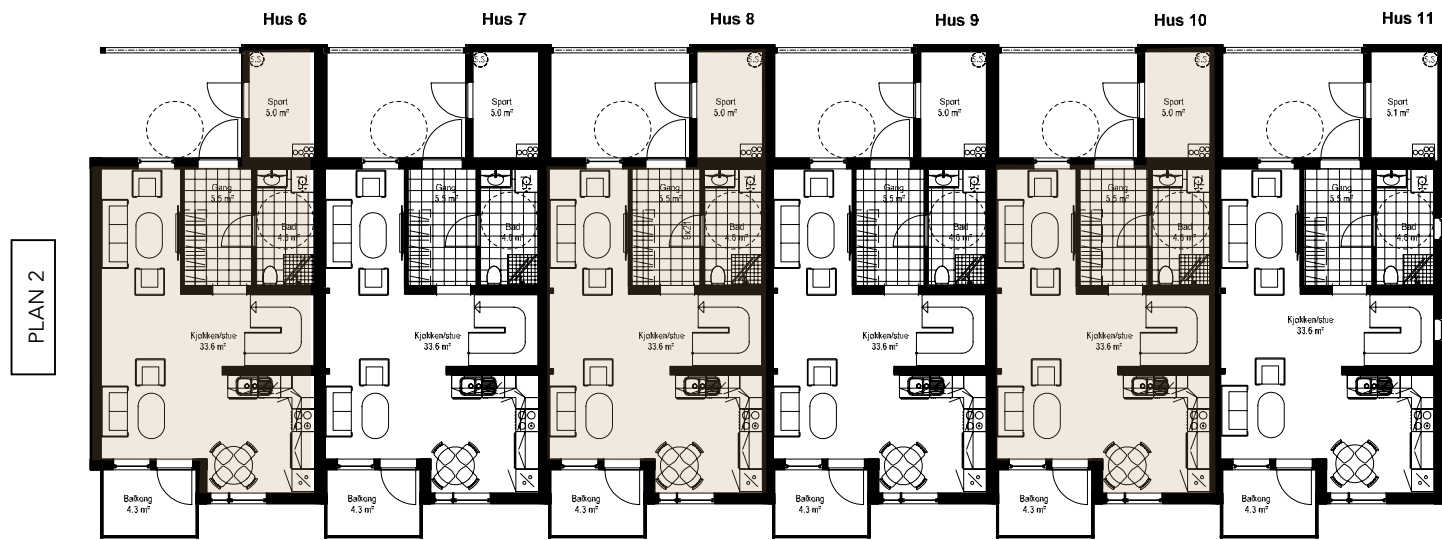 Hus 6
Hus 7
Hus 8
Hus 9
Hus 10
Hus 11
S.S
S.S
S.S
S.S
S.S
S.S
Sport
5.0 m²
Sport
5.0 m²
Sport
5.0 m²
Sport
5.0 m²
Sport
5.0 m²
Sport
5.1 m²
Gang
5.5 m²
Bad
4.6 m²
Gang
5.5 m²
Bad
4.6 m²
Gang
5.5 m²
9x21
Bad
4.6 m²
Gang
5.5 m²
Bad
4.6 m²
Gang
5.5 m²
Bad
4.6 m²
Gang
5.5 m²
Bad
4.6 m²
PLAN 2
Kjøkken/stue
33.6 m²
Kjøkken/stue
33.6 m²
Kjøkken/stue
33.6 m²
Kjøkken/stue
33.6 m²
Kjøkken/stue
33.6 m²
Kjøkken/stue
33.6 m²
Balkong
4.3 m²
Balkong
4.3 m²
Balkong
4.3 m²
Balkong
4.3 m²
Balkong
4.3 m²
Balkong
4.3 m²